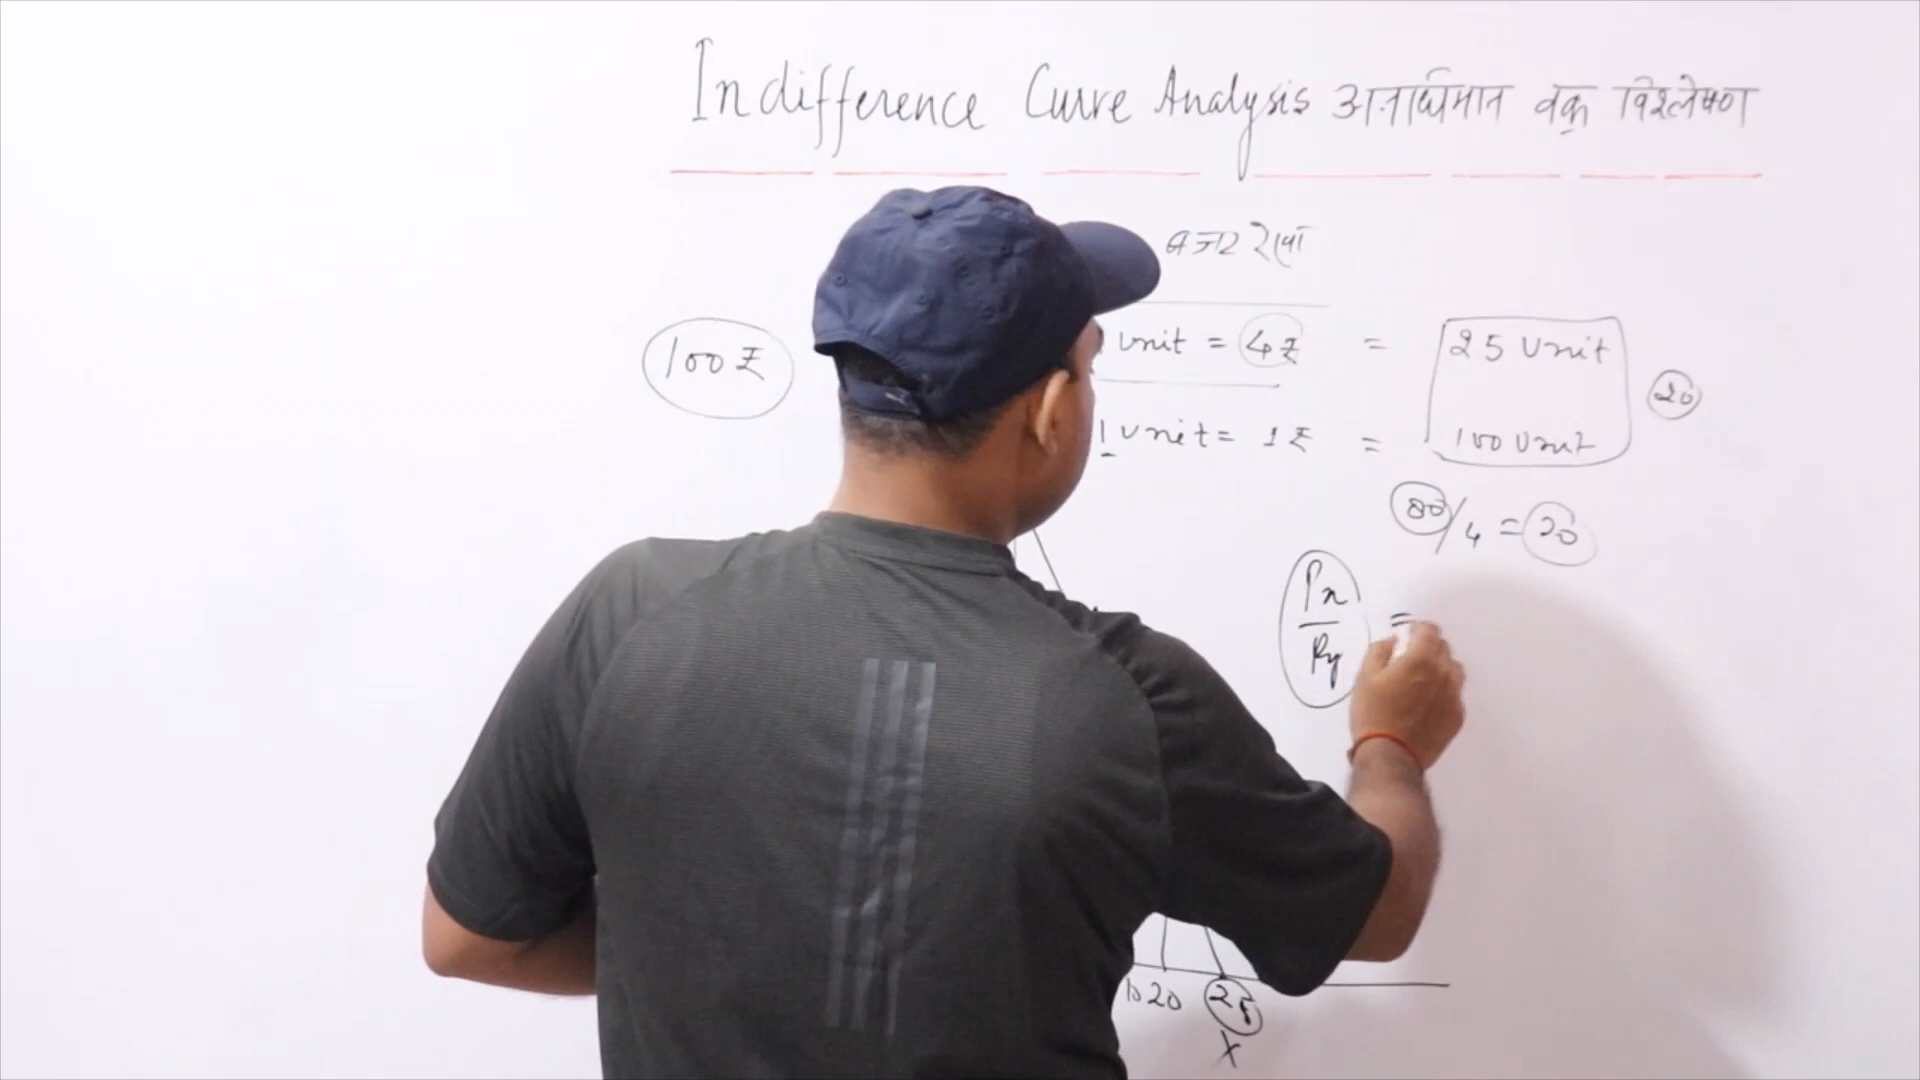 Indifference Curve Analysis अनाधिमान वक्र विश्लेषण
बजट रेखा
100 ₹
unit = 4₹ = 25 Unit
20
1 unit = 1₹ = 100 Unit
80/4 = 20
Px
Py
=
10 20 25
X